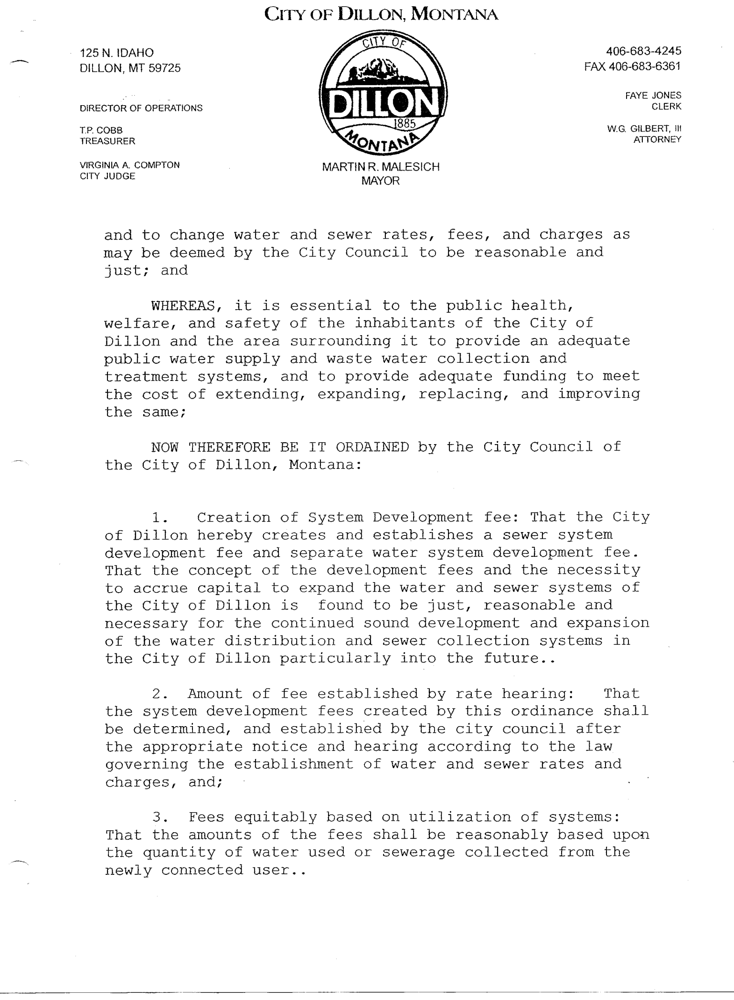 CITY OF DILLON, MONTANA
125 N. IDAHO
DILLON, MT 59725
DIRECTOR OF OPERATIONS
T.P. COBB
TREASURER
VIRGINIA A. COMPTON
CITY JUDGE
CITY OF
DILLON
1885
MONTANA
MARTIN R. MALESICH
MAYOR
406-683-4245
FAX 406-683-6361
FAYE JONES
CLERK
W.G. GILBERT, III
ATTORNEY
and to change water and sewer rates, fees, and charges as
may be deemed by the City Council to be reasonable and
just; and
WHEREAS, it is essential to the public health,
welfare, and safety of the inhabitants of the City of
Dillon and the area surrounding it to provide an adequate
public water supply and waste water collection and
treatment systems, and to provide adequate funding to meet
the cost of extending, expanding, replacing, and improving
the same;
NOW THEREFORE BE IT ORDAINED by the City Council of
the City of Dillon, Montana:
1. Creation of System Development fee: That the City
of Dillon hereby creates and establishes a sewer system
development fee and separate water system development fee.
That the concept of the development fees and the necessity
to accrue capital to expand the water and sewer systems of
the City of Dillon is found to be just, reasonable and
necessary for the continued sound development and expansion
of the water distribution and sewer collection systems in
the City of Dillon particularly into the future..
2. Amount of fee established by rate hearing: That
the system development fees created by this ordinance shall
be determined, and established by the city council after
the appropriate notice and hearing according to the law
governing the establishment of water and sewer rates and
charges, and;
3. Fees equitably based on utilization of systems:
That the amounts of the fees shall be reasonably based upon
the quantity of water used or sewerage collected from the
newly connected user..